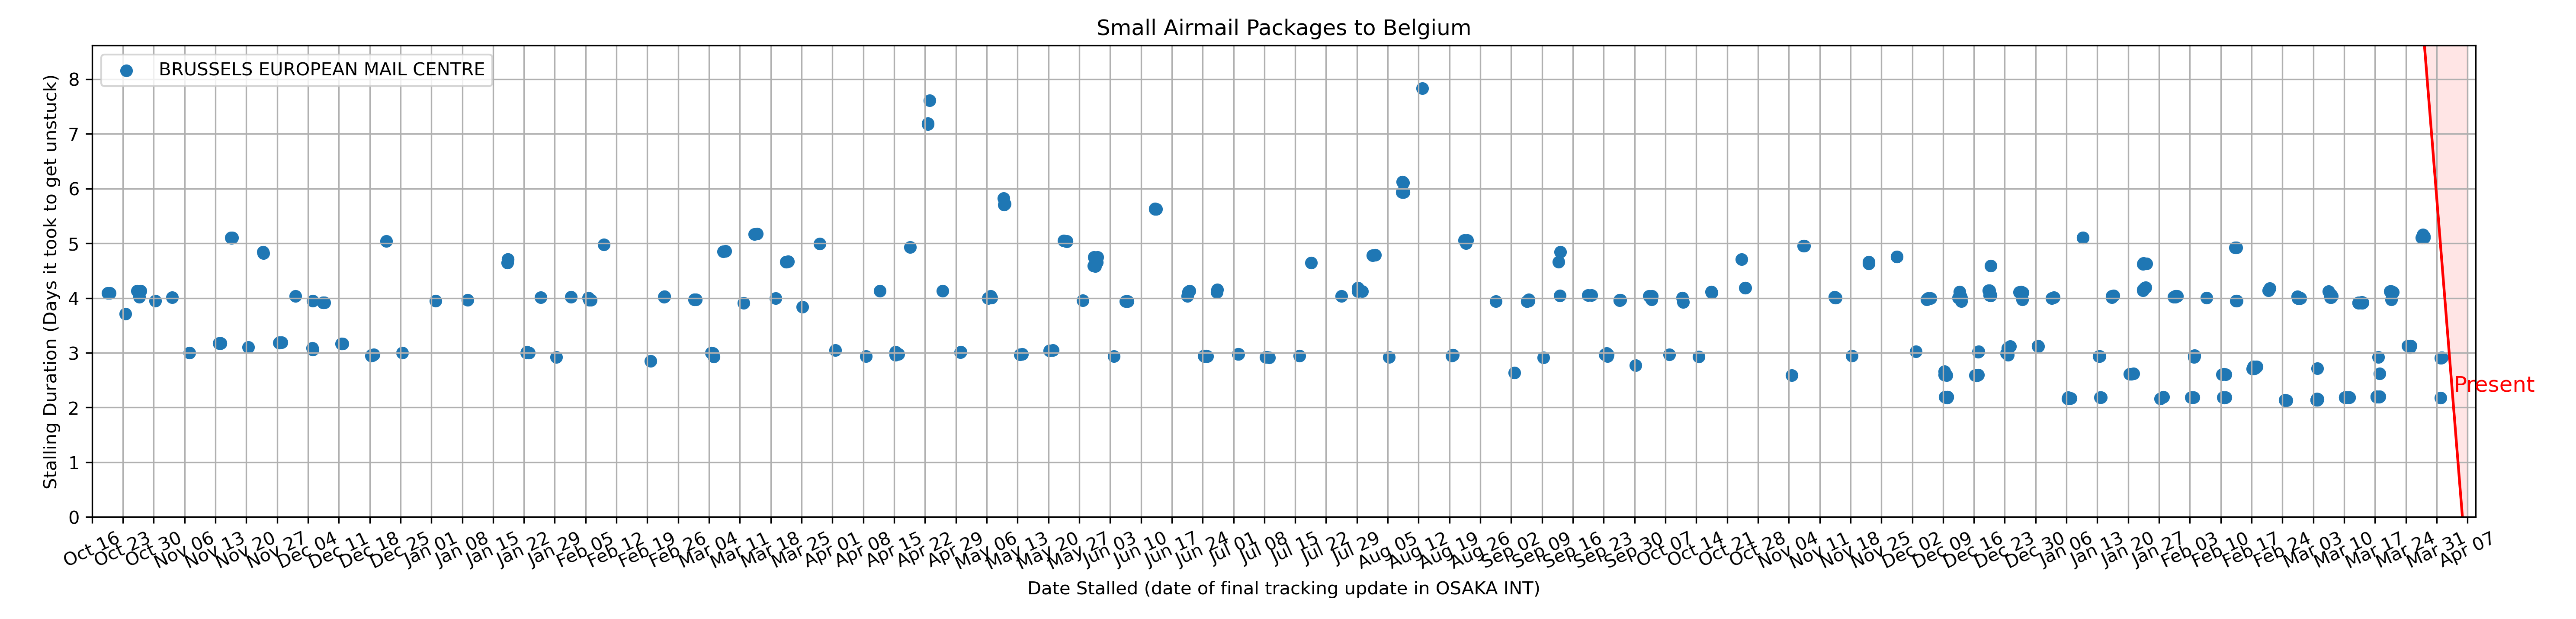 Small Airmail Packages to Belgium
BRUSSELS EUROPEAN MAIL CENTRE
Stalling Duration (Days it took to get unstuck)
8
7
6
5
4
3
2
1
0
Present
Oct 16 Oct 23 Oct 30 Nov 06 Nov 13 Nov 20 Nov 27 Dec 04 Dec 11 Dec 18 Dec 25 Jan 01 Jan 08 Jan 15 Jan 22 Jan 29 Feb 05 Feb 12 Feb 19 Feb 26 Mar 04 Mar 11 Mar 18 Mar 25 Apr 01 Apr 08 Apr 15 Apr 22 Apr 29 May 06 May 13 May 20 May 27 Jun 03 Jun 10 Jun 17 Jun 24 Jul 01 Jul 08 Jul 15 Jul 22 Jul 29 Aug 05 Aug 12 Aug 19 Aug 26 Sep 02 Sep 09 Sep 16 Sep 23 Sep 30 Oct 07 Oct 14 Oct 21 Oct 28 Nov 04 Nov 11 Nov 18 Nov 25 Dec 02 Dec 09 Dec 16 Dec 23 Dec 30 Jan 06 Jan 13 Jan 20 Jan 27 Feb 03 Feb 10 Feb 17 Feb 24 Mar 03 Mar 10 Mar 17 Mar 24 Mar 31 Apr 07
Date Stalled (date of final tracking update in OSAKA INT)